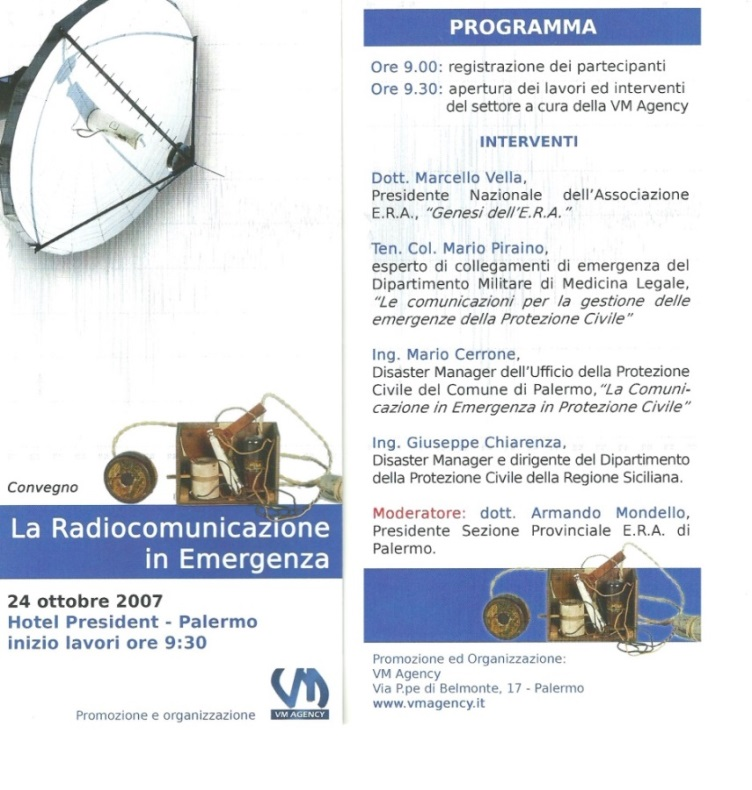 Convegno
La Radiocomunicazione
in Emergenza
24 ottobre 2007
Hotel President - Palermo
inizio lavori ore 9:30
Promozione e organizzazione
VM AGENCY
PROGRAMMA
Ore 9.00: registrazione dei partecipanti
Ore 9.30: apertura dei lavori ed interventi
del settore a cura della VM Agency
INTERVENTI
Dott. Marcello Vella,
Presidente Nazionale dell'Associazione
E.R.A., "Genesi dell'E.R.A."
Ten. Col. Mario Piraino,
esperto di collegamenti di emergenza del
Dipartimento Militare di Medicina Legale,
"Le comunicazioni per la gestione delle
emergenze della Protezione Civile"
Ing. Mario Cerrone,
Disaster Manager dell'Ufficio della Protezione
Civile del Comune di Palermo, "La Comuni-
cazione in Emergenza in Protezione Civile"
Ing. Giuseppe Chiarenza,
Disaster Manager e dirigente del Dipartimento
della Protezione Civile della Regione Siciliana.
Moderatore: dott. Armando Mondello,
Presidente Sezione Provinciale E.R.A. di
Palermo.
Promozione ed Organizzazione:
VM Agency
Via P.pe di Belmonte, 17 - Palermo
www.vmagency.it